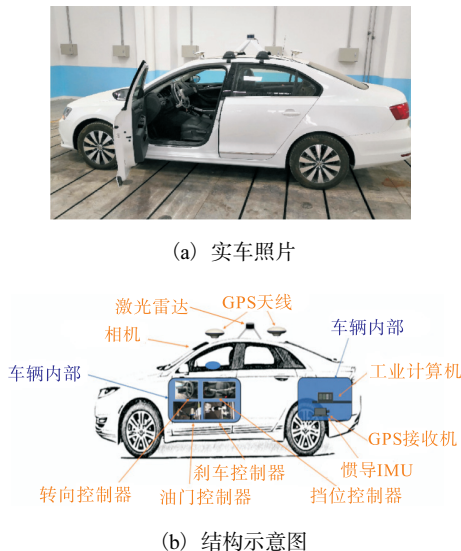 (a) 实车照片
激光雷达
GPS天线
相机
车辆内部
车辆内部
工业计算机
GPS接收机
惯导IMU
刹车控制器
转向控制器
油门控制器
挡位控制器
(b) 结构示意图